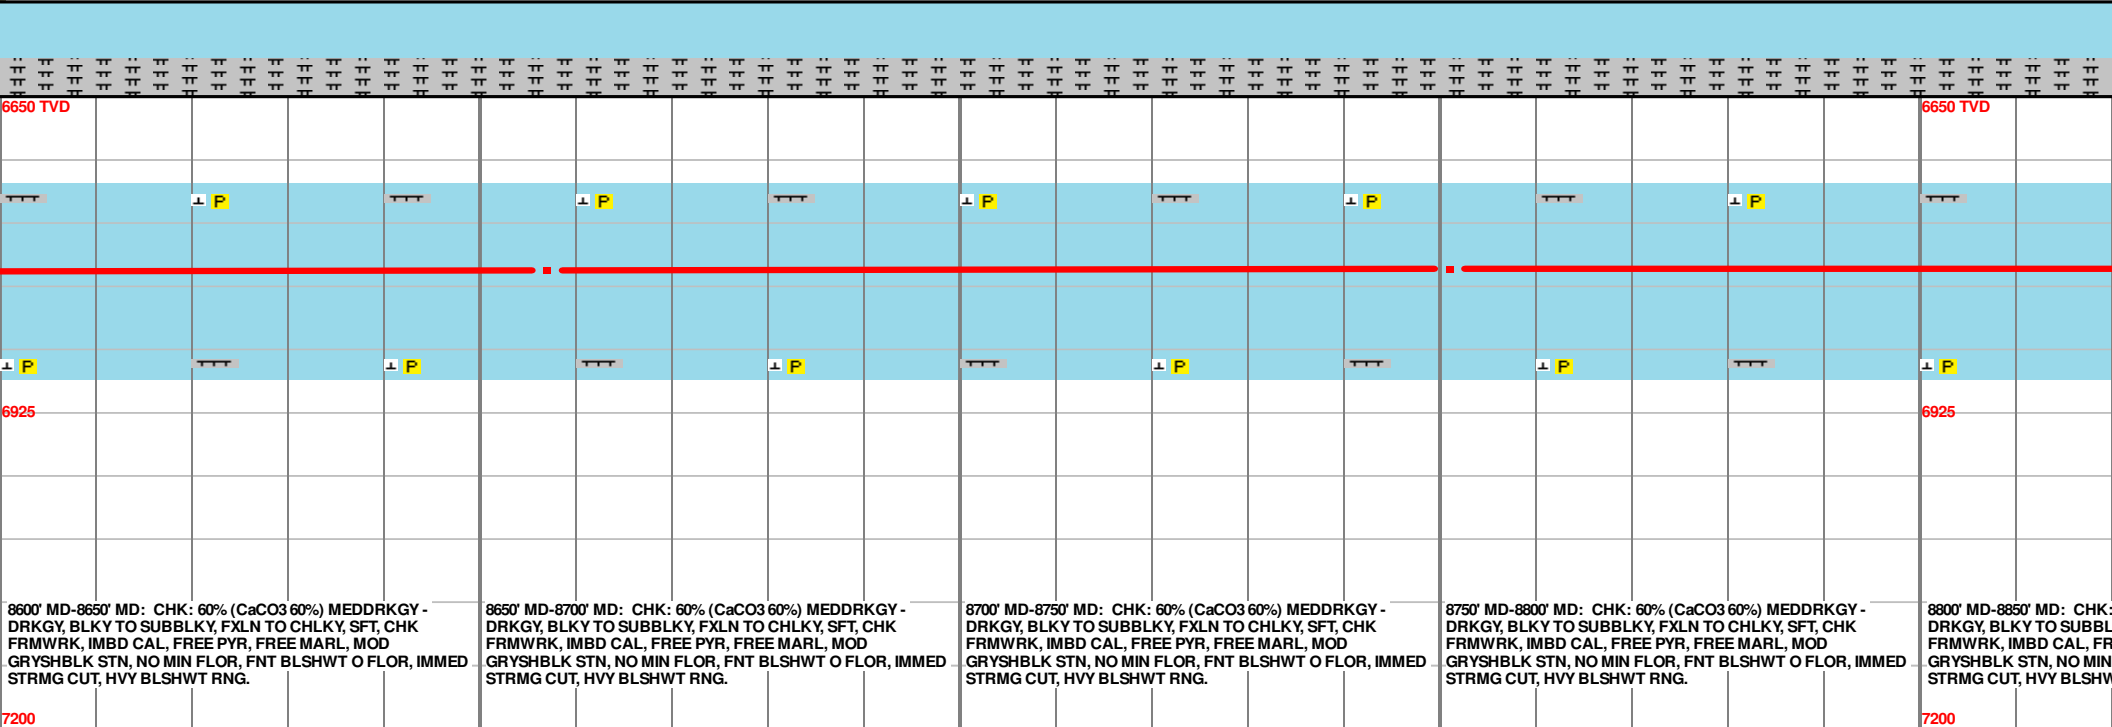 6650 TVD
6650 TVD
P
P
P
P
P
P
P
P
P
P
P
6925
6925
8600' MD-8650' MD: CHK: 60% (CaCO3 60%) MEDDRKGY -
DRKGY, BLKY TO SUBBLKY, FXLN TO CHLKY, SFT, CHK
FRMWRK, IMBD CAL, FREE PYR, FREE MARL, MOD
GRYSHBLK STN, NO MIN FLOR, FNT BLSHWT O FLOR, IMMED
STRMG CUT, HVY BLSHWT RNG.
8650' MD-8700' MD: CHK: 60% (CaCO3 60%) MEDDRKGY -
DRKGY, BLKY TO SUBBLKY, FXLN TO CHLKY, SFT, CHK
FRMWRK, IMBD CAL, FREE PYR, FREE MARL, MOD
GRYSHBLK STN, NO MIN FLOR, FNT BLSHWT O FLOR, IMMED
STRMG CUT, HVY BLSHWT RNG.
8700' MD-8750' MD: CHK: 60% (CaCO3 60%) MEDDRKGY -
DRKGY, BLKY TO SUBBLKY, FXLN TO CHLKY, SFT, CHK
FRMWRK, IMBD CAL, FREE PYR, FREE MARL, MOD
GRYSHBLK STN, NO MIN FLOR, FNT BLSHWT O FLOR, IMMED
STRMG CUT, HVY BLSHWT RNG.
8750' MD-8800' MD: CHK: 60% (CaCO3 60%) MEDDRKGY -
DRKGY, BLKY TO SUBBLKY, FXLN TO CHLKY, SFT, CHK
FRMWRK, IMBD CAL, FREE PYR, FREE MARL, MOD
GRYSHBLK STN, NO MIN FLOR, FNT BLSHWT O FLOR, IMMED
STRMG CUT, HVY BLSHWT RNG.
8800' MD-8850' MD: CHK:
DRKGY, BLKY TO SUBBL
FRMWRK, IMBD CAL, FR
GRYSHBLK STN, NO MIN
STRMG CUT, HVY BLSHW
7200
7200